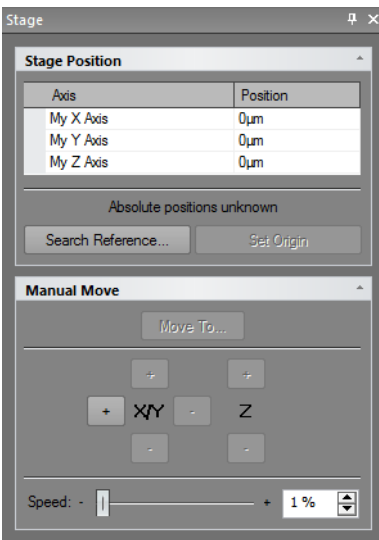 Stage
Stage Position
Axis Position
My X Axis 0µm
My Y Axis 0µm
My Z Axis 0µm
Absolute positions unknown
Search Reference... Set Origin
Manual Move
Move To...
+ +
+ X/Y - Z
- -
Speed: - + 1 %